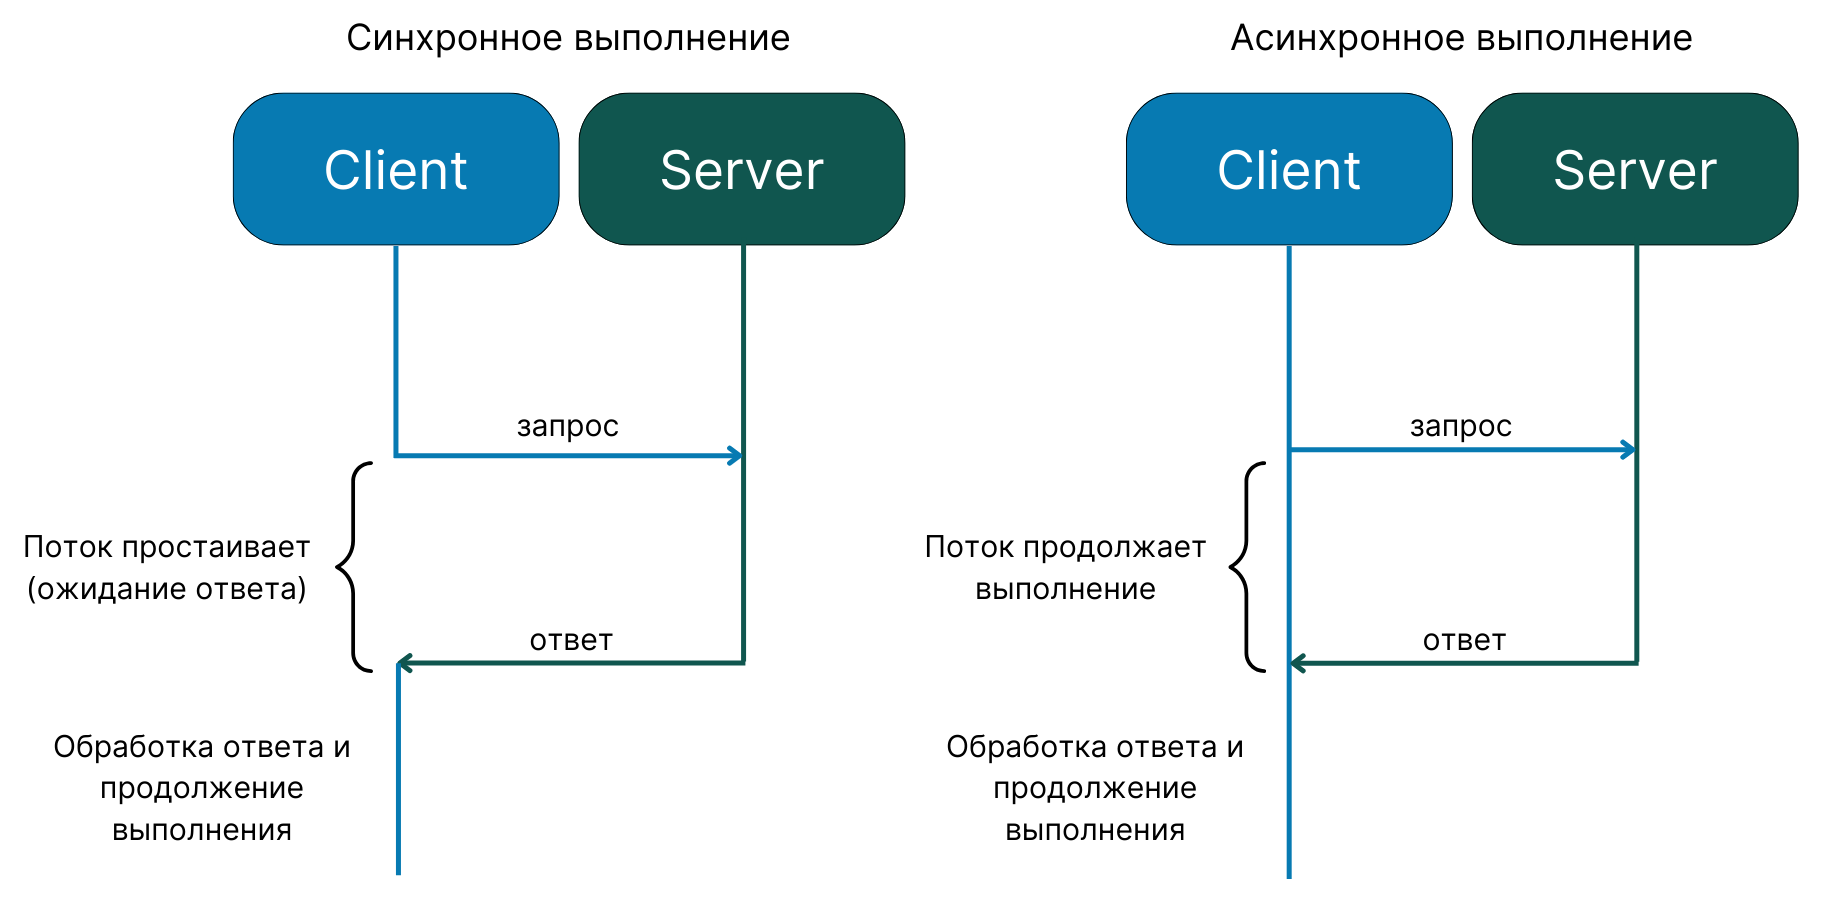 Синхронное выполнение
Client
Server
запрос
Поток простаивает
(ожидание ответа)
ответ
Обработка ответа и
продолжение
выполнения
Асинхронное выполнение
Client
Server
запрос
Поток продолжает
выполнение
ответ
Обработка ответа и
продолжение
выполнения